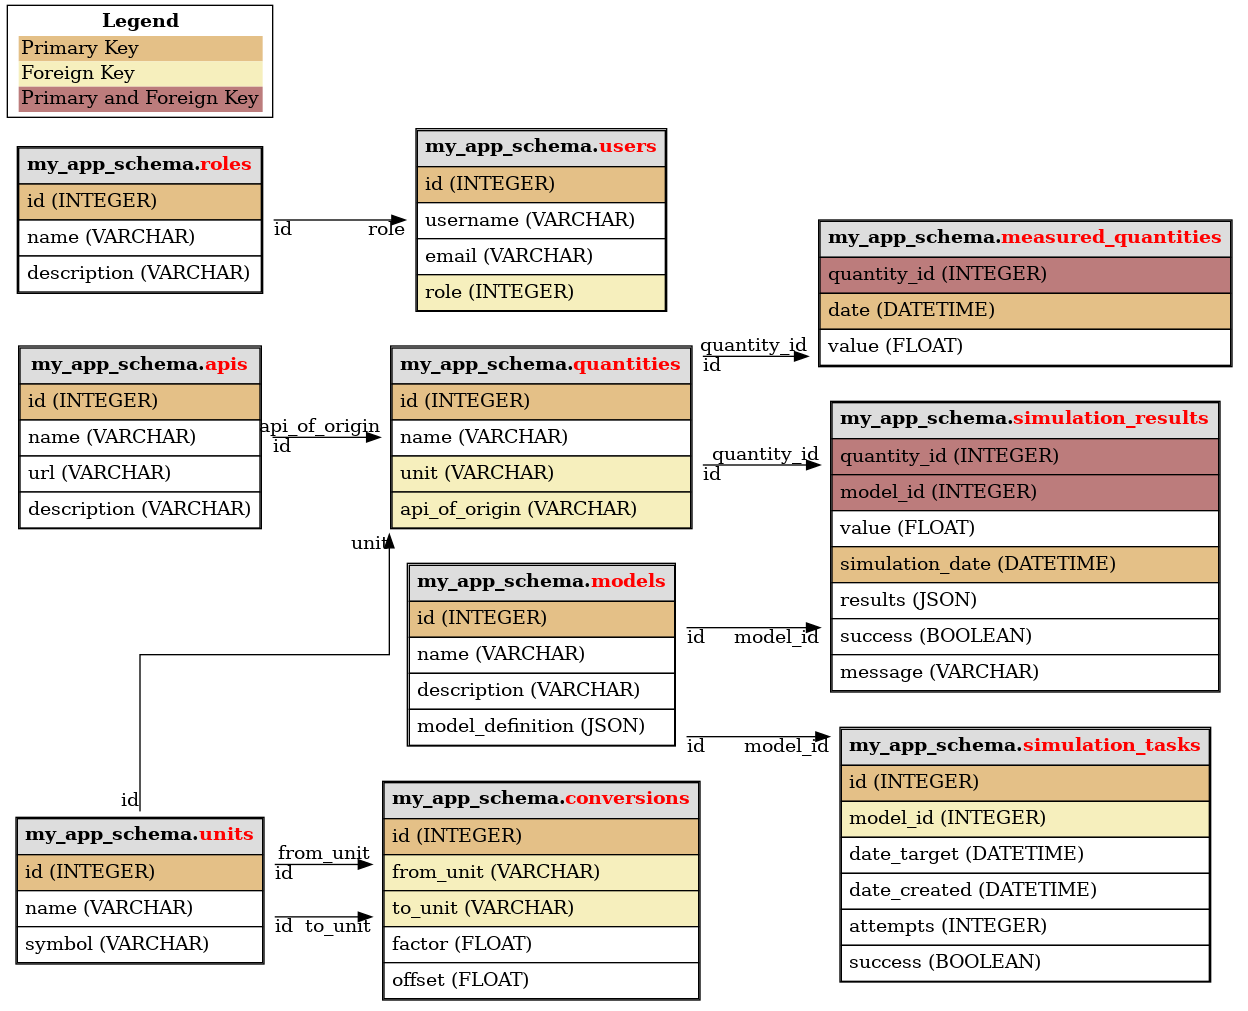 Legend
Primary Key
Foreign Key
Primary and Foreign Key
my_app_schema.roles
id (INTEGER)
name (VARCHAR)
description (VARCHAR)
id
role
my_app_schema.users
id (INTEGER)
username (VARCHAR)
email (VARCHAR)
role (INTEGER)
my_app_schema.measured_quantities
quantity_id (INTEGER)
date (DATETIME)
value (FLOAT)
my_app_schema.apis
id (INTEGER)
name (VARCHAR)
url (VARCHAR)
description (VARCHAR)
api_of_origin
id
my_app_schema.quantities
id (INTEGER)
name (VARCHAR)
unit (VARCHAR)
api_of_origin (VARCHAR)
quantity_id
id
quantity_id
id
my_app_schema.simulation_results
quantity_id (INTEGER)
model_id (INTEGER)
value (FLOAT)
simulation_date (DATETIME)
results (JSON)
success (BOOLEAN)
message (VARCHAR)
unit
id
my_app_schema.models
id (INTEGER)
name (VARCHAR)
description (VARCHAR)
model_definition (JSON)
id
model_id
id
model_id
my_app_schema.simulation_tasks
id (INTEGER)
model_id (INTEGER)
date_target (DATETIME)
date_created (DATETIME)
attempts (INTEGER)
success (BOOLEAN)
my_app_schema.units
id (INTEGER)
name (VARCHAR)
symbol (VARCHAR)
from_unit
id
id
to_unit
my_app_schema.conversions
id (INTEGER)
from_unit (VARCHAR)
to_unit (VARCHAR)
factor (FLOAT)
offset (FLOAT)